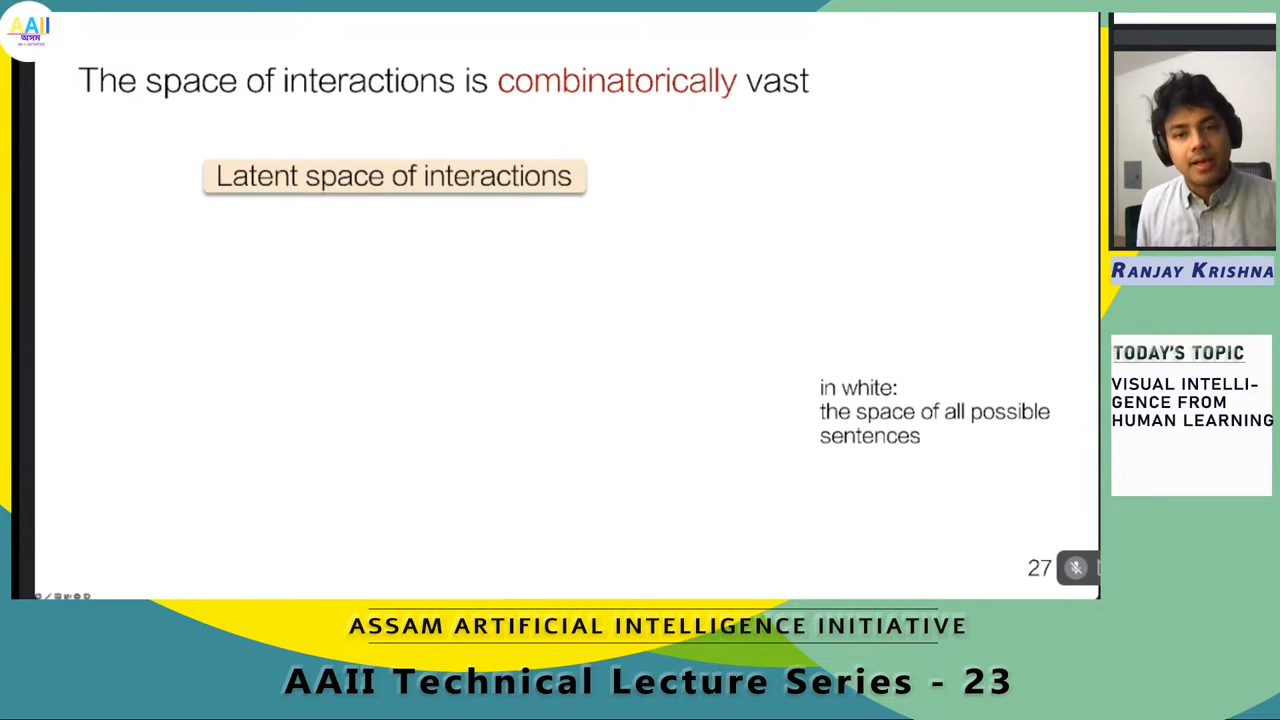 AAII
অসম
The space of interactions is combinatorically vast
Latent space of interactions
in white:
the space of all possible
sentences
27
RANJAY KRISHNA
TODAY'S TOPIC
VISUAL INTELLI-
GENCE FROM
HUMAN LEARNING
ASSAM ARTIFICIAL INTELLIGENCE INITIATIVE
AAII Technical Lecture Series - 23